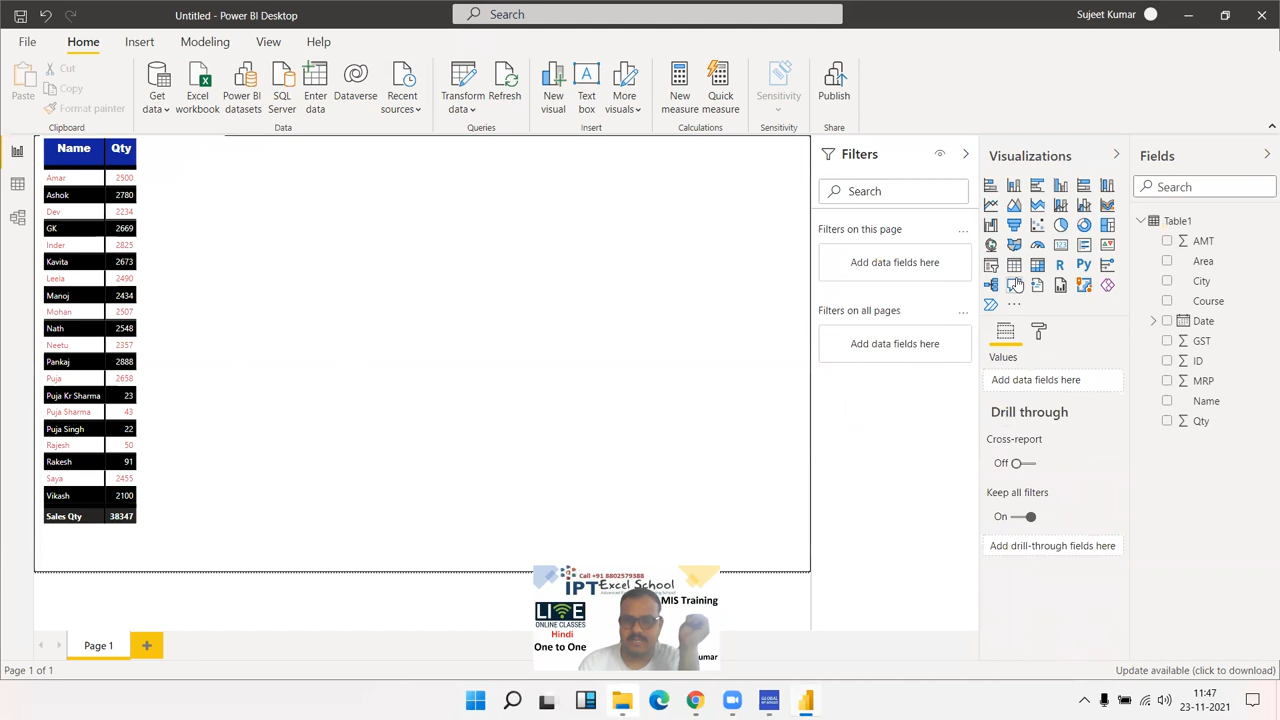 Untitled - Power BI Desktop
Search
Sujeet Kumar
File
Home
Insert
Modeling
View
Help
Paste
Cut
Copy
Format painter
Get data
Excel workbook
Power BI datasets
SQL Server
Enter data
Dataverse
Recent sources
Transform data
Refresh
New visual
Text box
More visuals
New measure
Quick measure
Sensitivity
Publish
Clipboard
Data
Queries
Insert
Calculations
Sensitivity
Share
Name Qty
Amar 2500
Ashok 2780
Dev 2234
GK 2669
Inder 2825
Kavita 2673
Leela 2490
Manoj 2434
Mohan 2507
Nath 2548
Neetu 2357
Pankaj 2888
Puja 2658
Puja Kr Sharma 23
Puja Sharma 43
Puja Singh 22
Rajesh 50
Rakesh 91
Saya 2455
Vikash 2100
Sales Qty 38347
Filters
Search
Filters on this page ...
Add data fields here
Filters on all pages ...
Add data fields here
Visualizations
R
Py
123
...
Values
Add data fields here
Drill through
Cross-report
Off
Keep all filters
On
Add drill-through fields here
Fields
Search
Table1
AMT
Area
City
Course
Date
GST
ID
MRP
Name
Qty
Call +91 8802579388
IPT Excel School
MIS Training
LIVE
ONLINE CLASSES
Hindi
One to One
umar
Page 1
Page 1 of 1
Update available (click to download)
11:47
23-11-2021